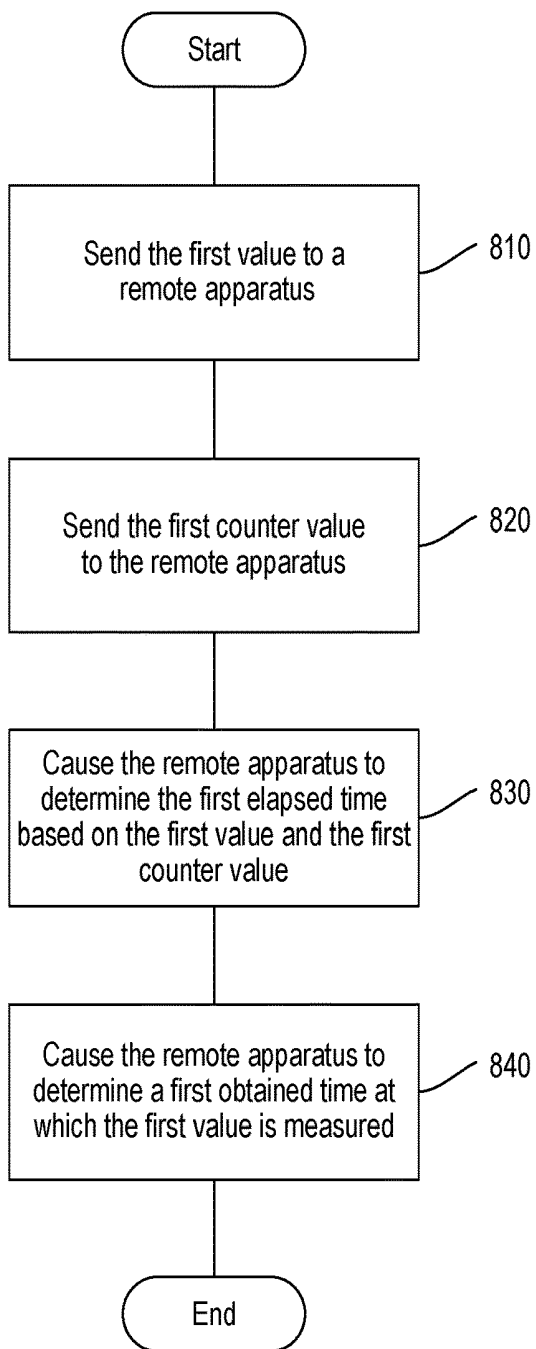 Start
Send the first value to a
remote apparatus
810
Send the first counter value
to the remote apparatus
820
Cause the remote apparatus to
determine the first elapsed time
based on the first value and the first
counter value
830
Cause the remote apparatus to
determine a first obtained time at
which the first value is measured
840
End